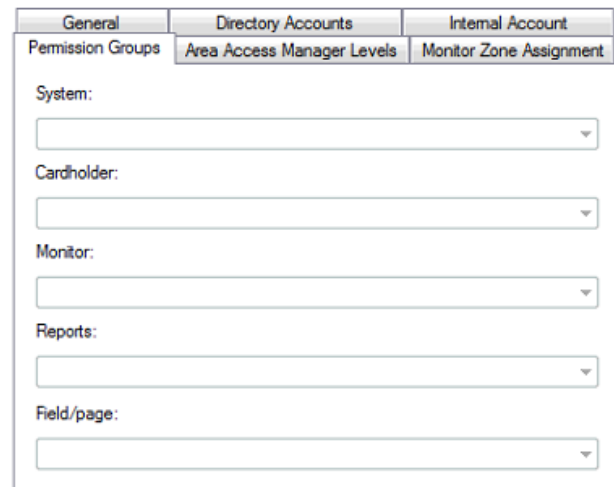 General Directory Accounts Internal Account
Permission Groups Area Access Manager Levels Monitor Zone Assignment
System:
Cardholder:
Monitor:
Reports:
Field/page: